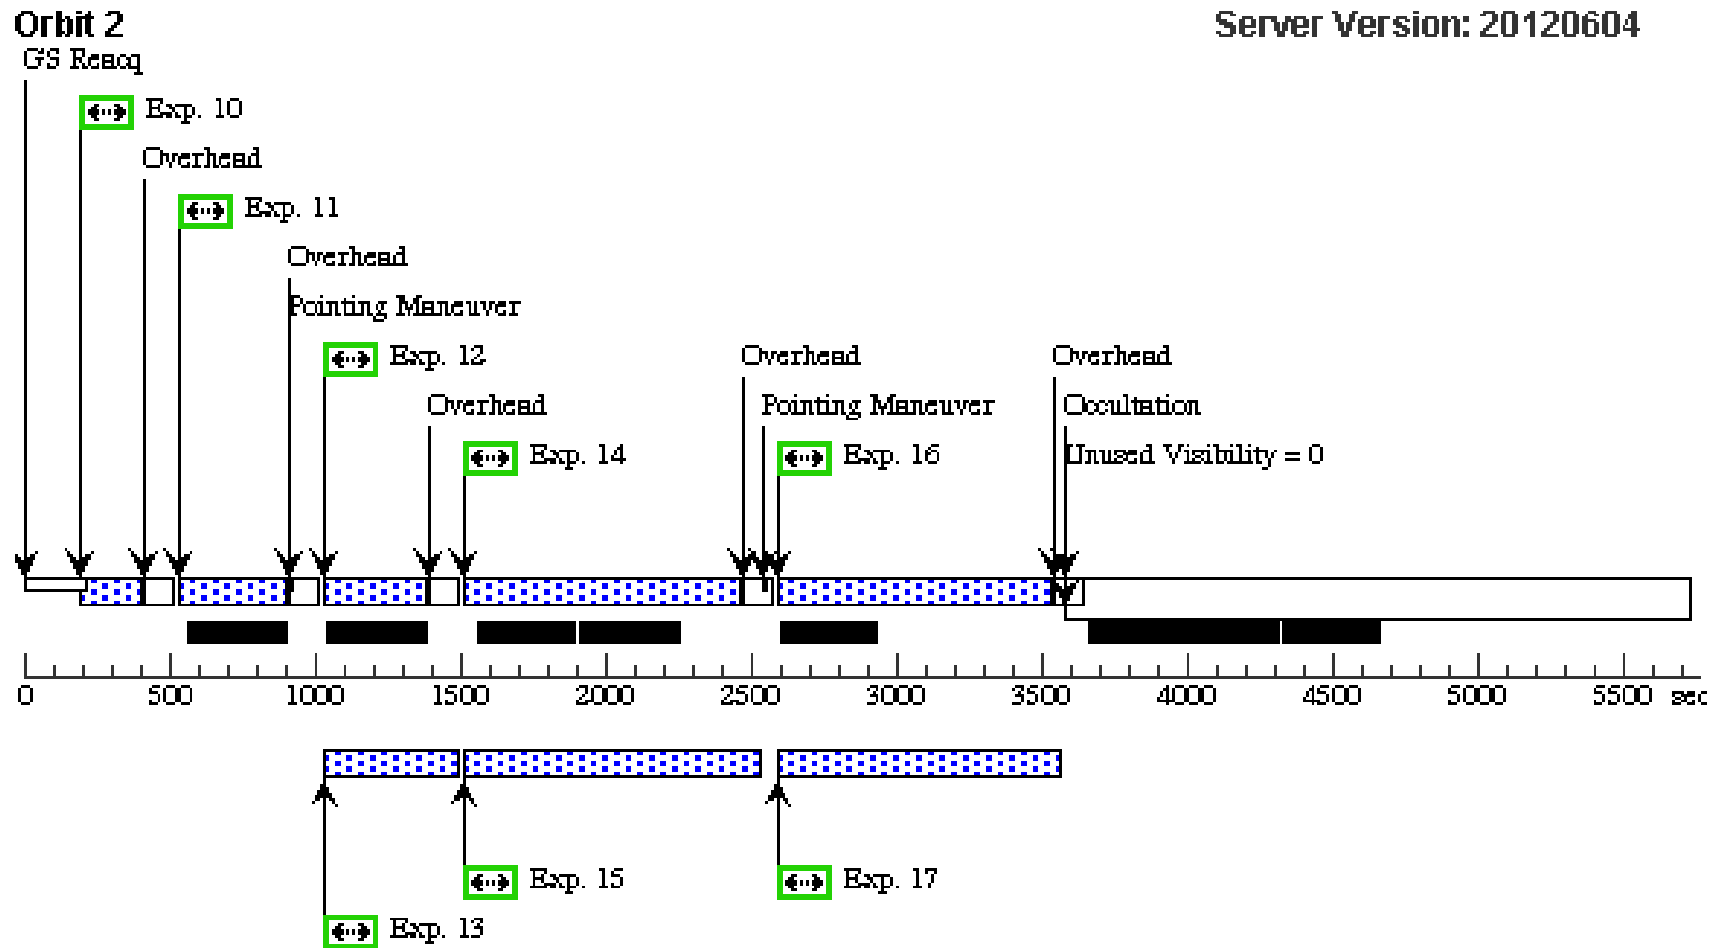 Orbit 2 Server Version: 20120604
GS Reacq
Exp. 10
Overhead
Exp. 11
Overhead
Pointing Maneuver
Exp. 12 Overhead Overhead
Overhead Pointing Maneuver Occultation
Exp. 14 Exp. 16 Unused Visibility = 0
0 500 1000 1500 2000 2500 3000 3500 4000 4500 5000 5500 sec
Exp. 15 Exp. 17
Exp. 13